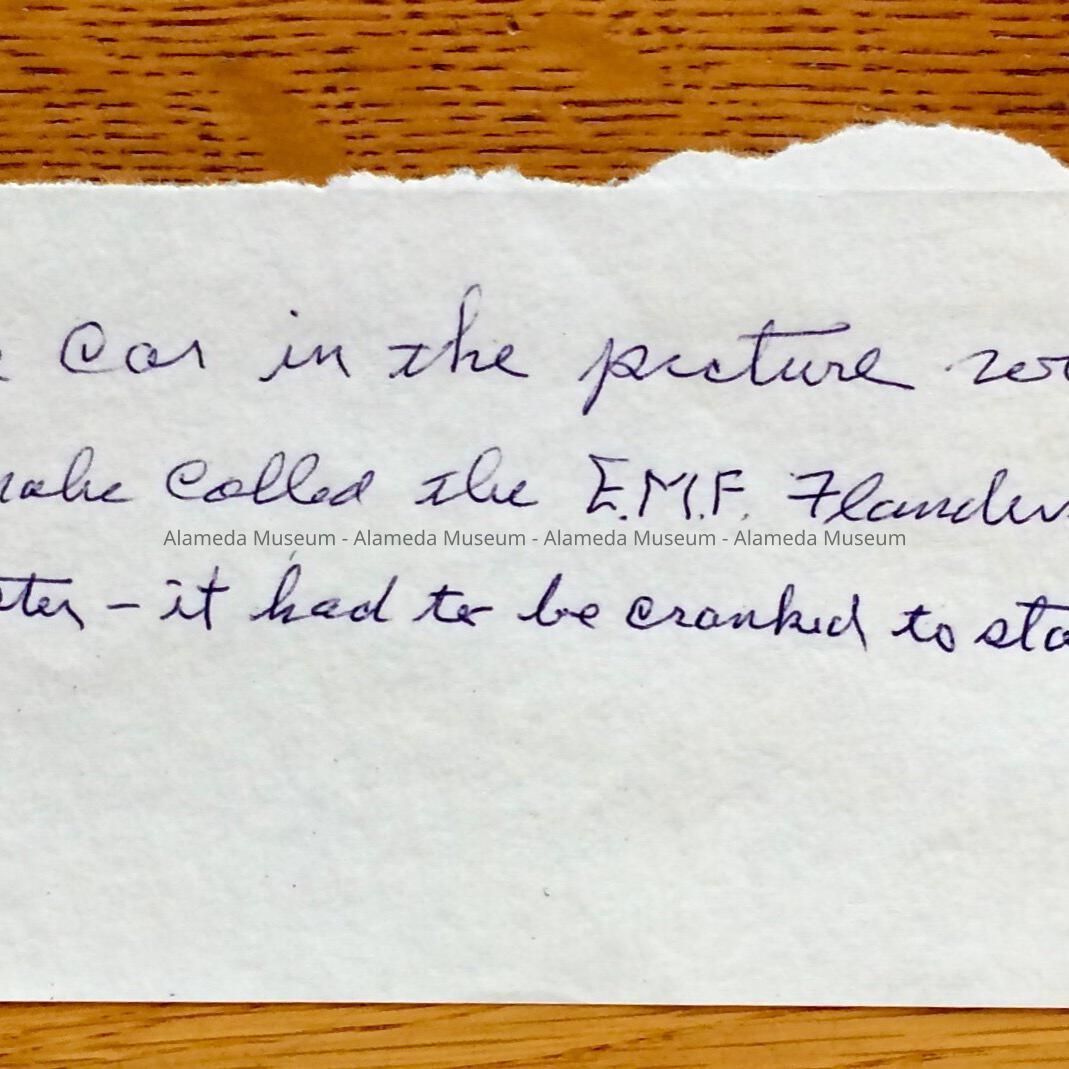 car in the picture
called the E.M.F. Flanders
Alameda Museum - Alameda Museum - Alameda Museum - Alameda Museum
- it had to be cranked to